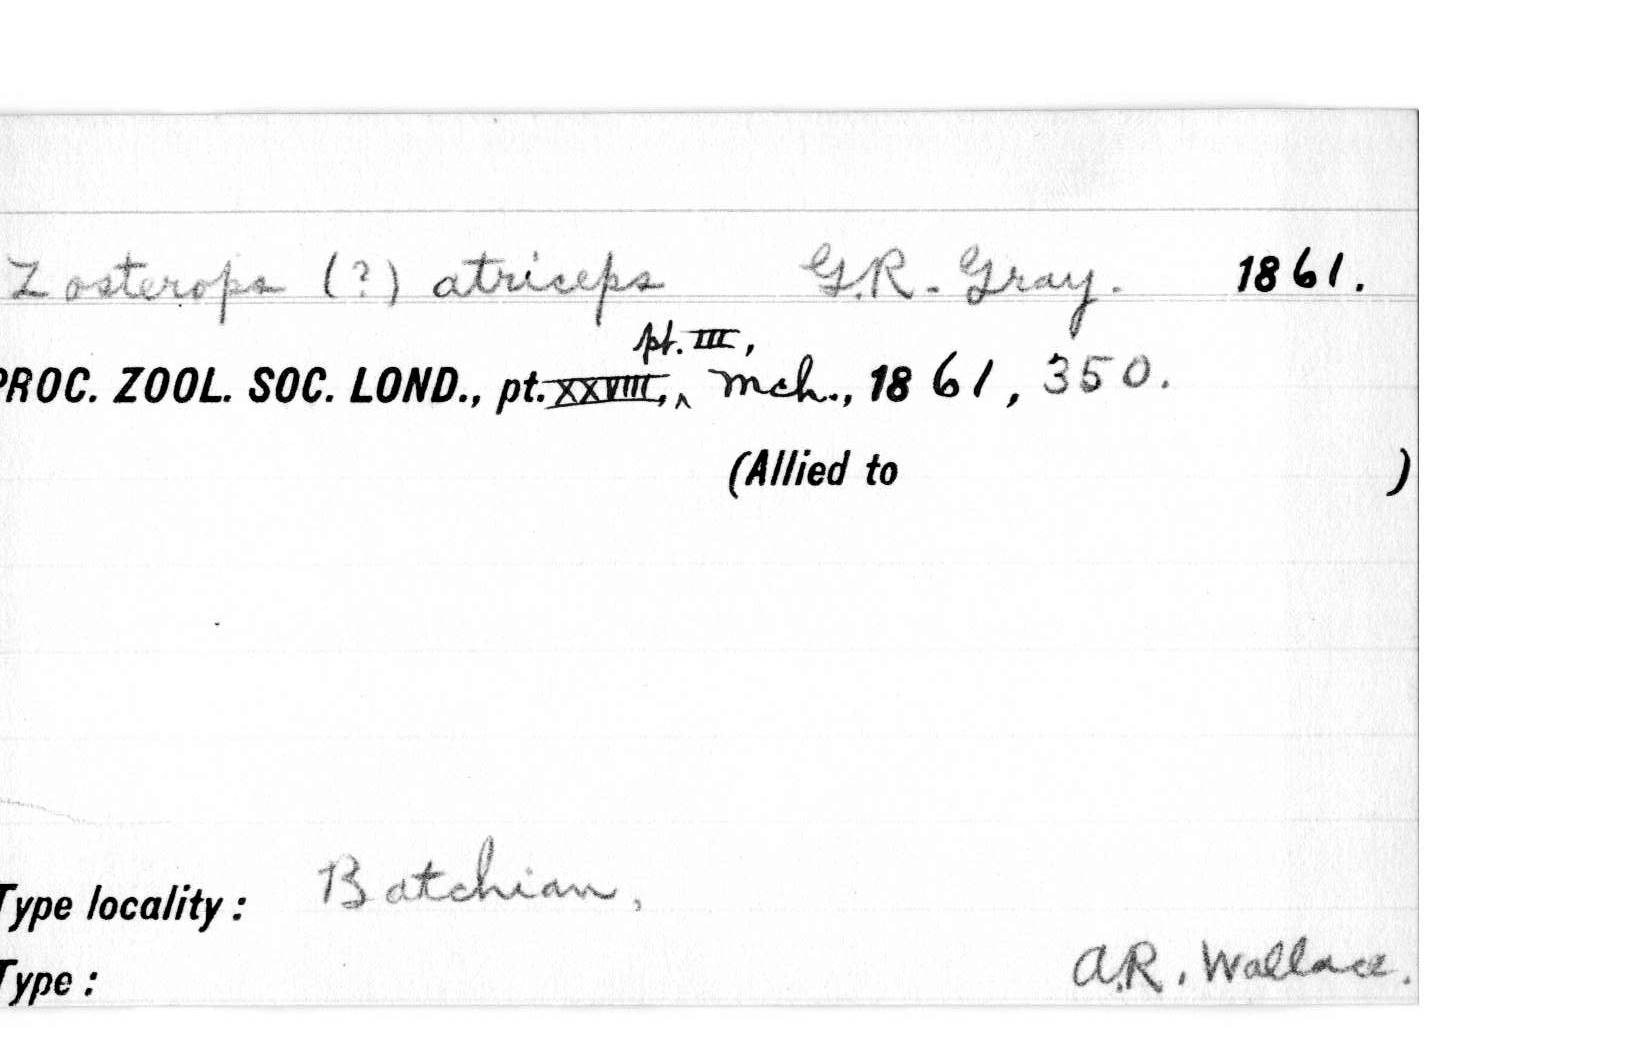 Zosterops (?) atriceps G.R. Gray. 1861.
pt. III,
PROC. ZOOL. SOC. LOND., pt. XXVIII, ^ Mch., 1861, 350.
(Allied to )
Type locality: Batchian,
Type: A.R. Wallace.